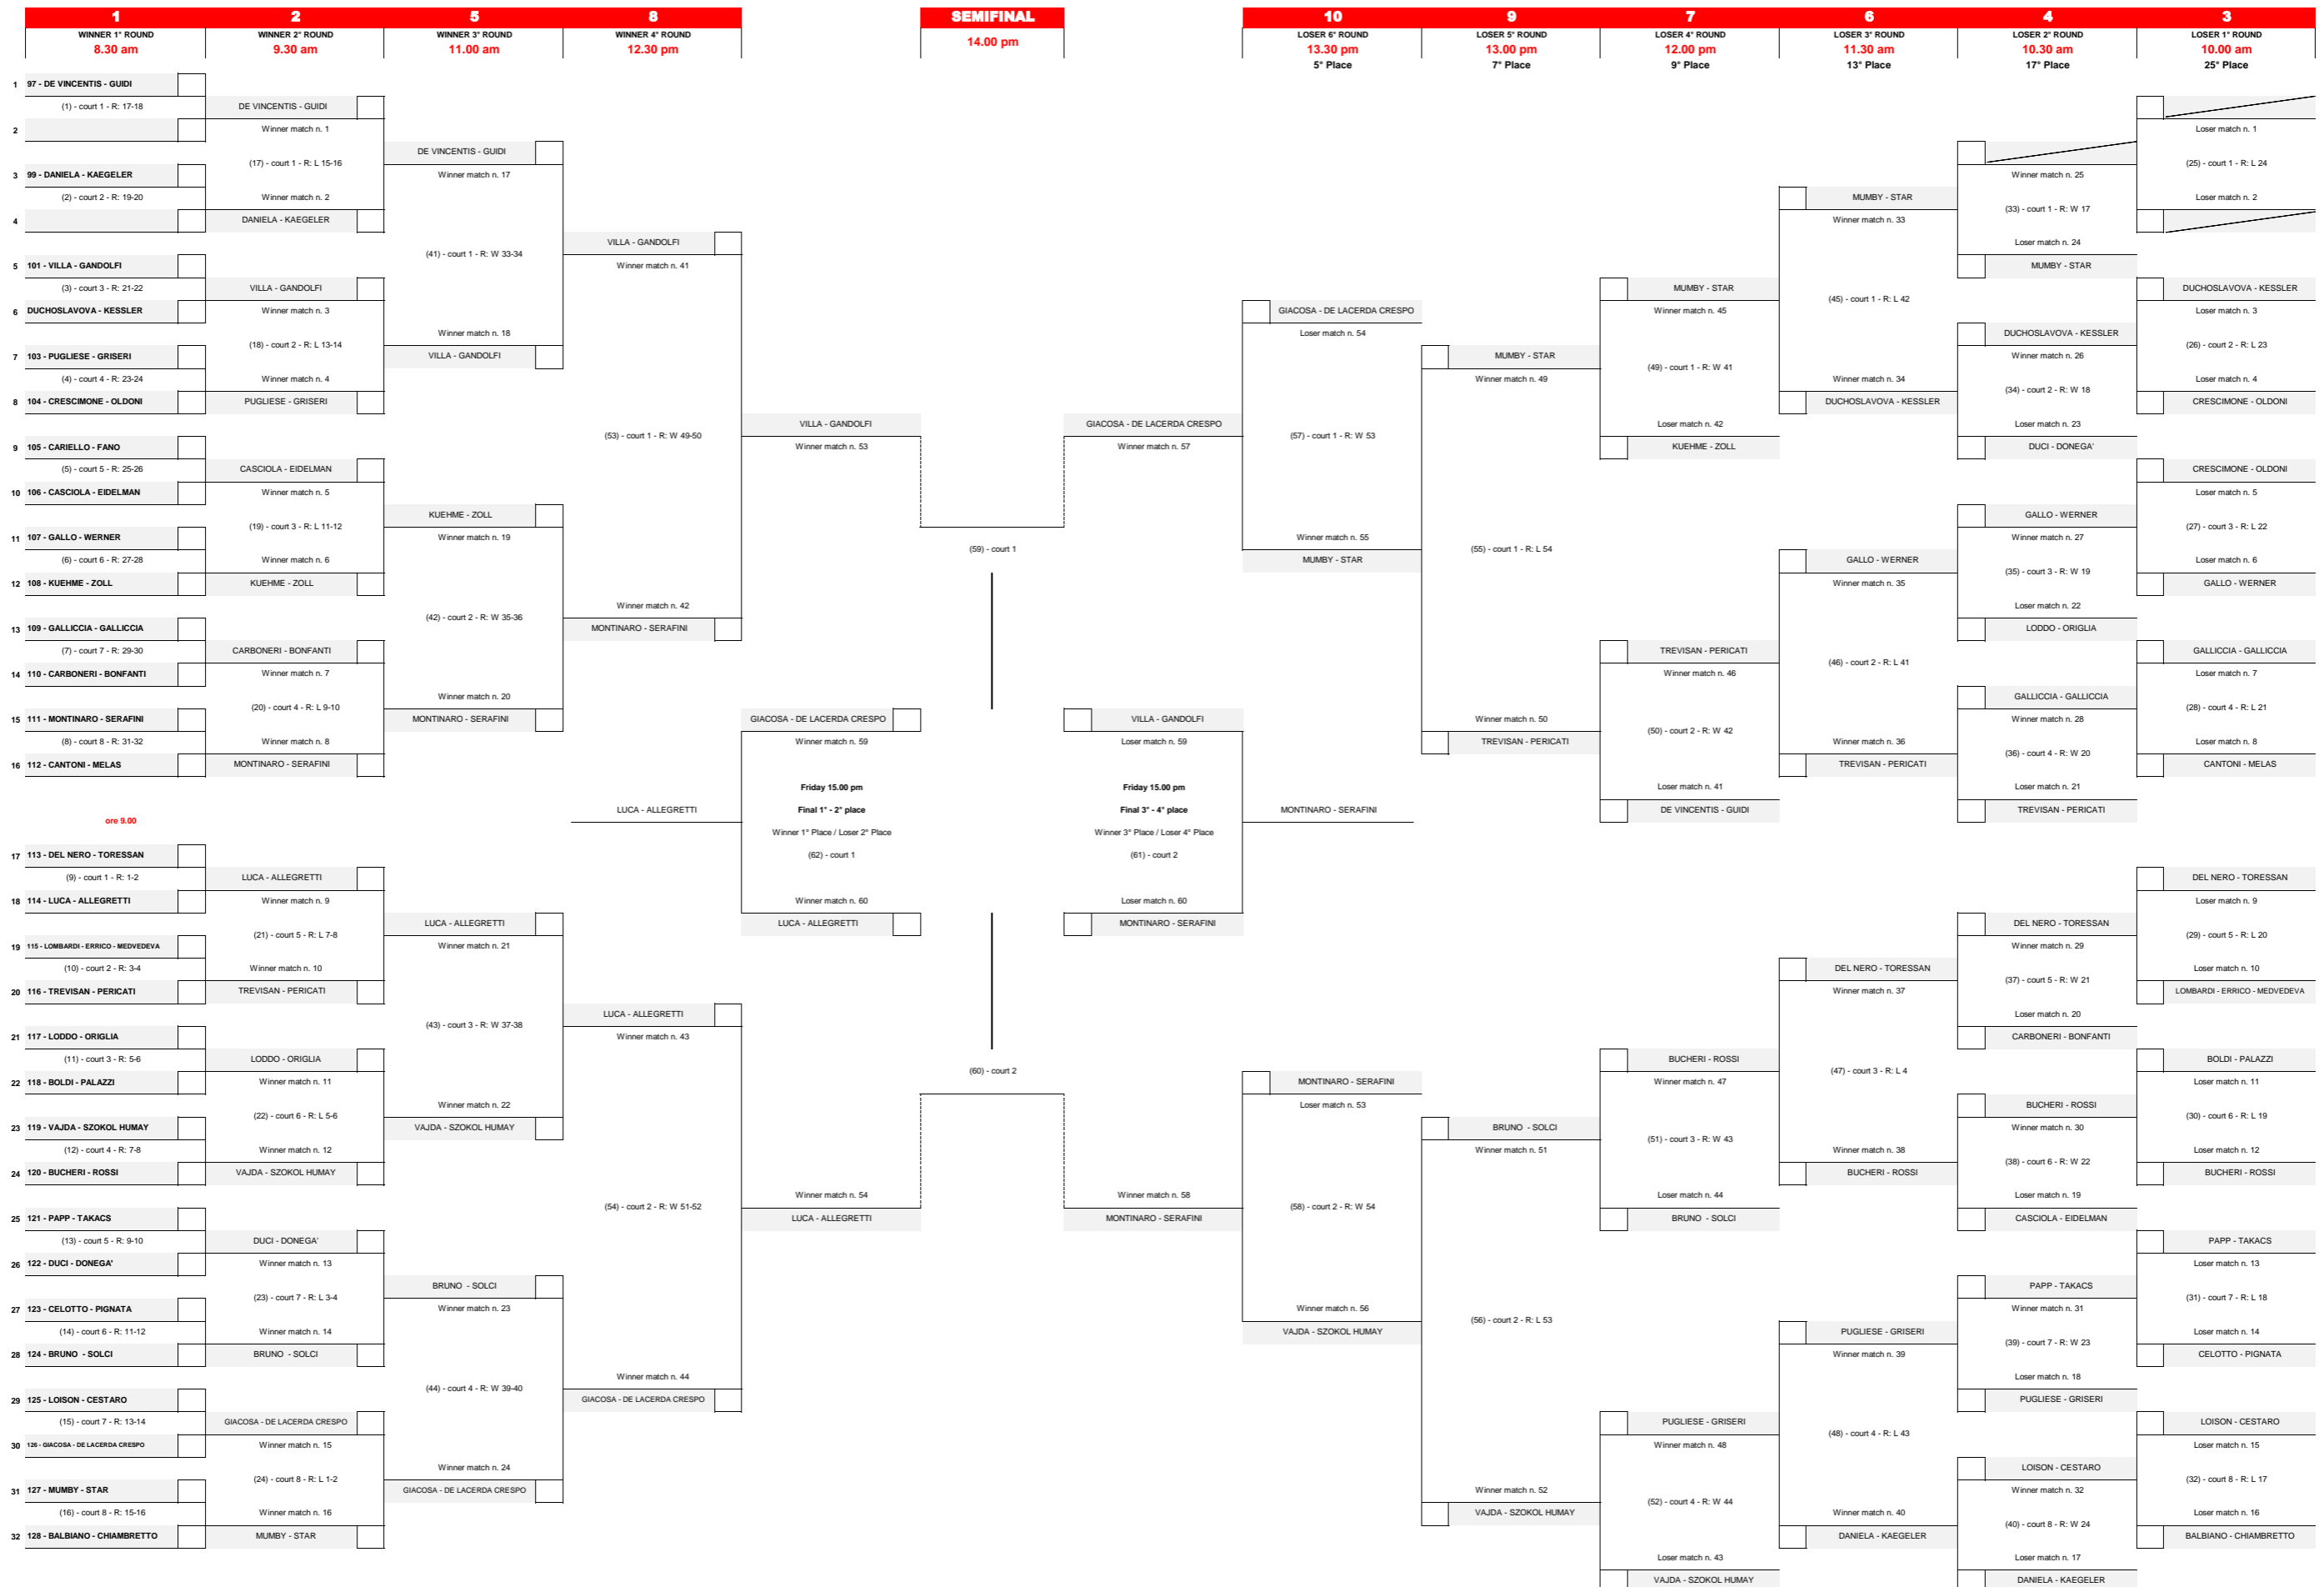 1
WINNER 1° ROUND
8.30 am
1 97 - DE VINCENTIS - GUIDI
(1) - court 1 - R: 17-18
2
3 99 - DANIELA - KAEGELER
(2) - court 2 - R: 19-20
4
5 101 - VILLA - GANDOLFI
(3) - court 3 - R: 21-22
6 DUCHOSLAVOVA - KESSLER
7 103 - PUGLIESE - GRISERI
(4) - court 4 - R: 23-24
8 104 - CRESCIMONE - OLDONI
9 105 - CARIELLO - FANO
(5) - court 5 - R: 25-26
10 106 - CASCIOLA - EIDELMAN
11 107 - GALLO - WERNER
(6) - court 6 - R: 27-28
12 108 - KUEHME - ZOLL
13 109 - GALLICCIA - GALLICCIA
(7) - court 7 - R: 29-30
14 110 - CARBONERI - BONFANTI
15 111 - MONTINARO - SERAFINI
(8) - court 8 - R: 31-32
16 112 - CANTONI - MELAS
ore 9.00
17 113 - DEL NERO - TORESSAN
(9) - court 1 - R: 1-2
18 114 - LUCA - ALLEGRETTI
19 115 - LOMBARDI - ERRICO - MEDVEDEVA
(10) - court 2 - R: 3-4
20 116 - TREVISAN - PERICATI
21 117 - LODDO - ORIGLIA
(11) - court 3 - R: 5-6
22 118 - BOLDI - PALAZZI
23 119 - VAJDA - SZOKOL HUMAY
(12) - court 4 - R: 7-8
24 120 - BUCHERI - ROSSI
25 121 - PAPP - TAKACS
(13) - court 5 - R: 9-10
26 122 - DUCI - DONEGA'
27 123 - CELOTTO - PIGNATA
(14) - court 6 - R: 11-12
28 124 - BRUNO - SOLCI
29 125 - LOISON - CESTARO
(15) - court 7 - R: 13-14
30 126 - GIACOSA - DE LACERDA CRESPO
31 127 - MUMBY - STAR
(16) - court 8 - R: 15-16
32 128 - BALBIANO - CHIAMBRETTO
2
WINNER 2° ROUND
9.30 am
DE VINCENTIS - GUIDI
Winner match n. 1
(17) - court 1 - R: L 15-16
Winner match n. 2
DANIELA - KAEGELER
VILLA - GANDOLFI
Winner match n. 3
(18) - court 2 - R: L 13-14
Winner match n. 4
PUGLIESE - GRISERI
CASCIOLA - EIDELMAN
Winner match n. 5
(19) - court 3 - R: L 11-12
Winner match n. 6
KUEHME - ZOLL
CARBONERI - BONFANTI
Winner match n. 7
(20) - court 4 - R: L 9-10
Winner match n. 8
MONTINARO - SERAFINI
LUCA - ALLEGRETTI
Winner match n. 9
(21) - court 5 - R: L 7-8
Winner match n. 10
TREVISAN - PERICATI
LODDO - ORIGLIA
Winner match n. 11
(22) - court 6 - R: L 5-6
Winner match n. 12
VAJDA - SZOKOL HUMAY
DUCI - DONEGA'
Winner match n. 13
(23) - court 7 - R: L 3-4
Winner match n. 14
BRUNO - SOLCI
GIACOSA - DE LACERDA CRESPO
Winner match n. 15
(24) - court 8 - R: L 1-2
Winner match n. 16
MUMBY - STAR
5
WINNER 3° ROUND
11.00 am
DE VINCENTIS - GUIDI
Winner match n. 17
(41) - court 1 - R: W 33-34
Winner match n. 18
VILLA - GANDOLFI
KUEHME - ZOLL
Winner match n. 19
(42) - court 2 - R: W 35-36
Winner match n. 20
MONTINARO - SERAFINI
LUCA - ALLEGRETTI
Winner match n. 21
(43) - court 3 - R: W 37-38
Winner match n. 22
VAJDA - SZOKOL HUMAY
BRUNO - SOLCI
Winner match n. 23
(44) - court 4 - R: W 39-40
Winner match n. 24
GIACOSA - DE LACERDA CRESPO
8
WINNER 4° ROUND
12.30 pm
VILLA - GANDOLFI
Winner match n. 41
(53) - court 1 - R: W 49-50
Winner match n. 42
MONTINARO - SERAFINI
LUCA - ALLEGRETTI
LUCA - ALLEGRETTI
Winner match n. 43
(54) - court 2 - R: W 51-52
Winner match n. 44
GIACOSA - DE LACERDA CRESPO
VILLA - GANDOLFI
Winner match n. 53
GIACOSA - DE LACERDA CRESPO
Winner match n. 59
Friday 15.00 pm
Final 1° - 2° place
Winner 1° Place / Loser 2° Place
(62) - court 1
Winner match n. 60
LUCA - ALLEGRETTI
Winner match n. 54
LUCA - ALLEGRETTI
SEMIFINAL
14.00 pm
(59) - court 1
(60) - court 2
GIACOSA - DE LACERDA CRESPO
Winner match n. 57
VILLA - GANDOLFI
Loser match n. 59
Friday 15.00 pm
Final 3° - 4° place
Winner 3° Place / Loser 4° Place
(61) - court 2
Loser match n. 60
MONTINARO - SERAFINI
Winner match n. 58
MONTINARO - SERAFINI
10
LOSER 6° ROUND
13.30 pm
5° Place
GIACOSA - DE LACERDA CRESPO
Loser match n. 54
(57) - court 1 - R: W 53
Winner match n. 55
MUMBY - STAR
MONTINARO - SERAFINI
MONTINARO - SERAFINI
Loser match n. 53
(58) - court 2 - R: W 54
Winner match n. 56
VAJDA - SZOKOL HUMAY
9
LOSER 5° ROUND
13.00 pm
7° Place
MUMBY - STAR
Winner match n. 49
(55) - court 1 - R: L 54
Winner match n. 50
TREVISAN - PERICATI
BRUNO - SOLCI
Winner match n. 51
(56) - court 2 - R: L 53
Winner match n. 52
VAJDA - SZOKOL HUMAY
7
LOSER 4° ROUND
12.00 pm
9° Place
MUMBY - STAR
Winner match n. 45
(49) - court 1 - R: W 41
Loser match n. 42
KUEHME - ZOLL
TREVISAN - PERICATI
Winner match n. 46
(50) - court 2 - R: W 42
Loser match n. 41
DE VINCENTIS - GUIDI
BUCHERI - ROSSI
Winner match n. 47
(51) - court 3 - R: W 43
Loser match n. 44
BRUNO - SOLCI
PUGLIESE - GRISERI
Winner match n. 48
(52) - court 4 - R: W 44
Loser match n. 43
VAJDA - SZOKOL HUMAY
6
LOSER 3° ROUND
11.30 am
13° Place
MUMBY - STAR
Winner match n. 33
(45) - court 1 - R: L 42
Winner match n. 34
DUCHOSLAVOVA - KESSLER
GALLO - WERNER
Winner match n. 35
(46) - court 2 - R: L 41
Winner match n. 36
TREVISAN - PERICATI
DEL NERO - TORESSAN
Winner match n. 37
(47) - court 3 - R: L 4
Winner match n. 38
BUCHERI - ROSSI
PUGLIESE - GRISERI
Winner match n. 39
(48) - court 4 - R: L 43
Winner match n. 40
DANIELA - KAEGELER
4
LOSER 2° ROUND
10.30 am
17° Place
Winner match n. 25
(33) - court 1 - R: W 17
Loser match n. 24
MUMBY - STAR
DUCHOSLAVOVA - KESSLER
Winner match n. 26
(34) - court 2 - R: W 18
Loser match n. 23
DUCI - DONEGA'
GALLO - WERNER
Winner match n. 27
(35) - court 3 - R: W 19
Loser match n. 22
LODDO - ORIGLIA
GALLICCIA - GALLICCIA
Winner match n. 28
(36) - court 4 - R: W 20
Loser match n. 21
TREVISAN - PERICATI
DEL NERO - TORESSAN
Winner match n. 29
(37) - court 5 - R: W 21
Loser match n. 20
CARBONERI - BONFANTI
BUCHERI - ROSSI
Winner match n. 30
(38) - court 6 - R: W 22
Loser match n. 19
CASCIOLA - EIDELMAN
PAPP - TAKACS
Winner match n. 31
(39) - court 7 - R: W 23
Loser match n. 18
PUGLIESE - GRISERI
LOISON - CESTARO
Winner match n. 32
(40) - court 8 - R: W 24
Loser match n. 17
DANIELA - KAEGELER
3
LOSER 1° ROUND
10.00 am
25° Place
Loser match n. 1
(25) - court 1 - R: L 24
Loser match n. 2
DUCHOSLAVOVA - KESSLER
Loser match n. 3
(26) - court 2 - R: L 23
Loser match n. 4
CRESCIMONE - OLDONI
CRESCIMONE - OLDONI
Loser match n. 5
(27) - court 3 - R: L 22
Loser match n. 6
GALLO - WERNER
GALLICCIA - GALLICCIA
Loser match n. 7
(28) - court 4 - R: L 21
Loser match n. 8
CANTONI - MELAS
DEL NERO - TORESSAN
Loser match n. 9
(29) - court 5 - R: L 20
Loser match n. 10
LOMBARDI - ERRICO - MEDVEDEVA
BOLDI - PALAZZI
Loser match n. 11
(30) - court 6 - R: L 19
Loser match n. 12
BUCHERI - ROSSI
PAPP - TAKACS
Loser match n. 13
(31) - court 7 - R: L 18
Loser match n. 14
CELOTTO - PIGNATA
LOISON - CESTARO
Loser match n. 15
(32) - court 8 - R: L 17
Loser match n. 16
BALBIANO - CHIAMBRETTO